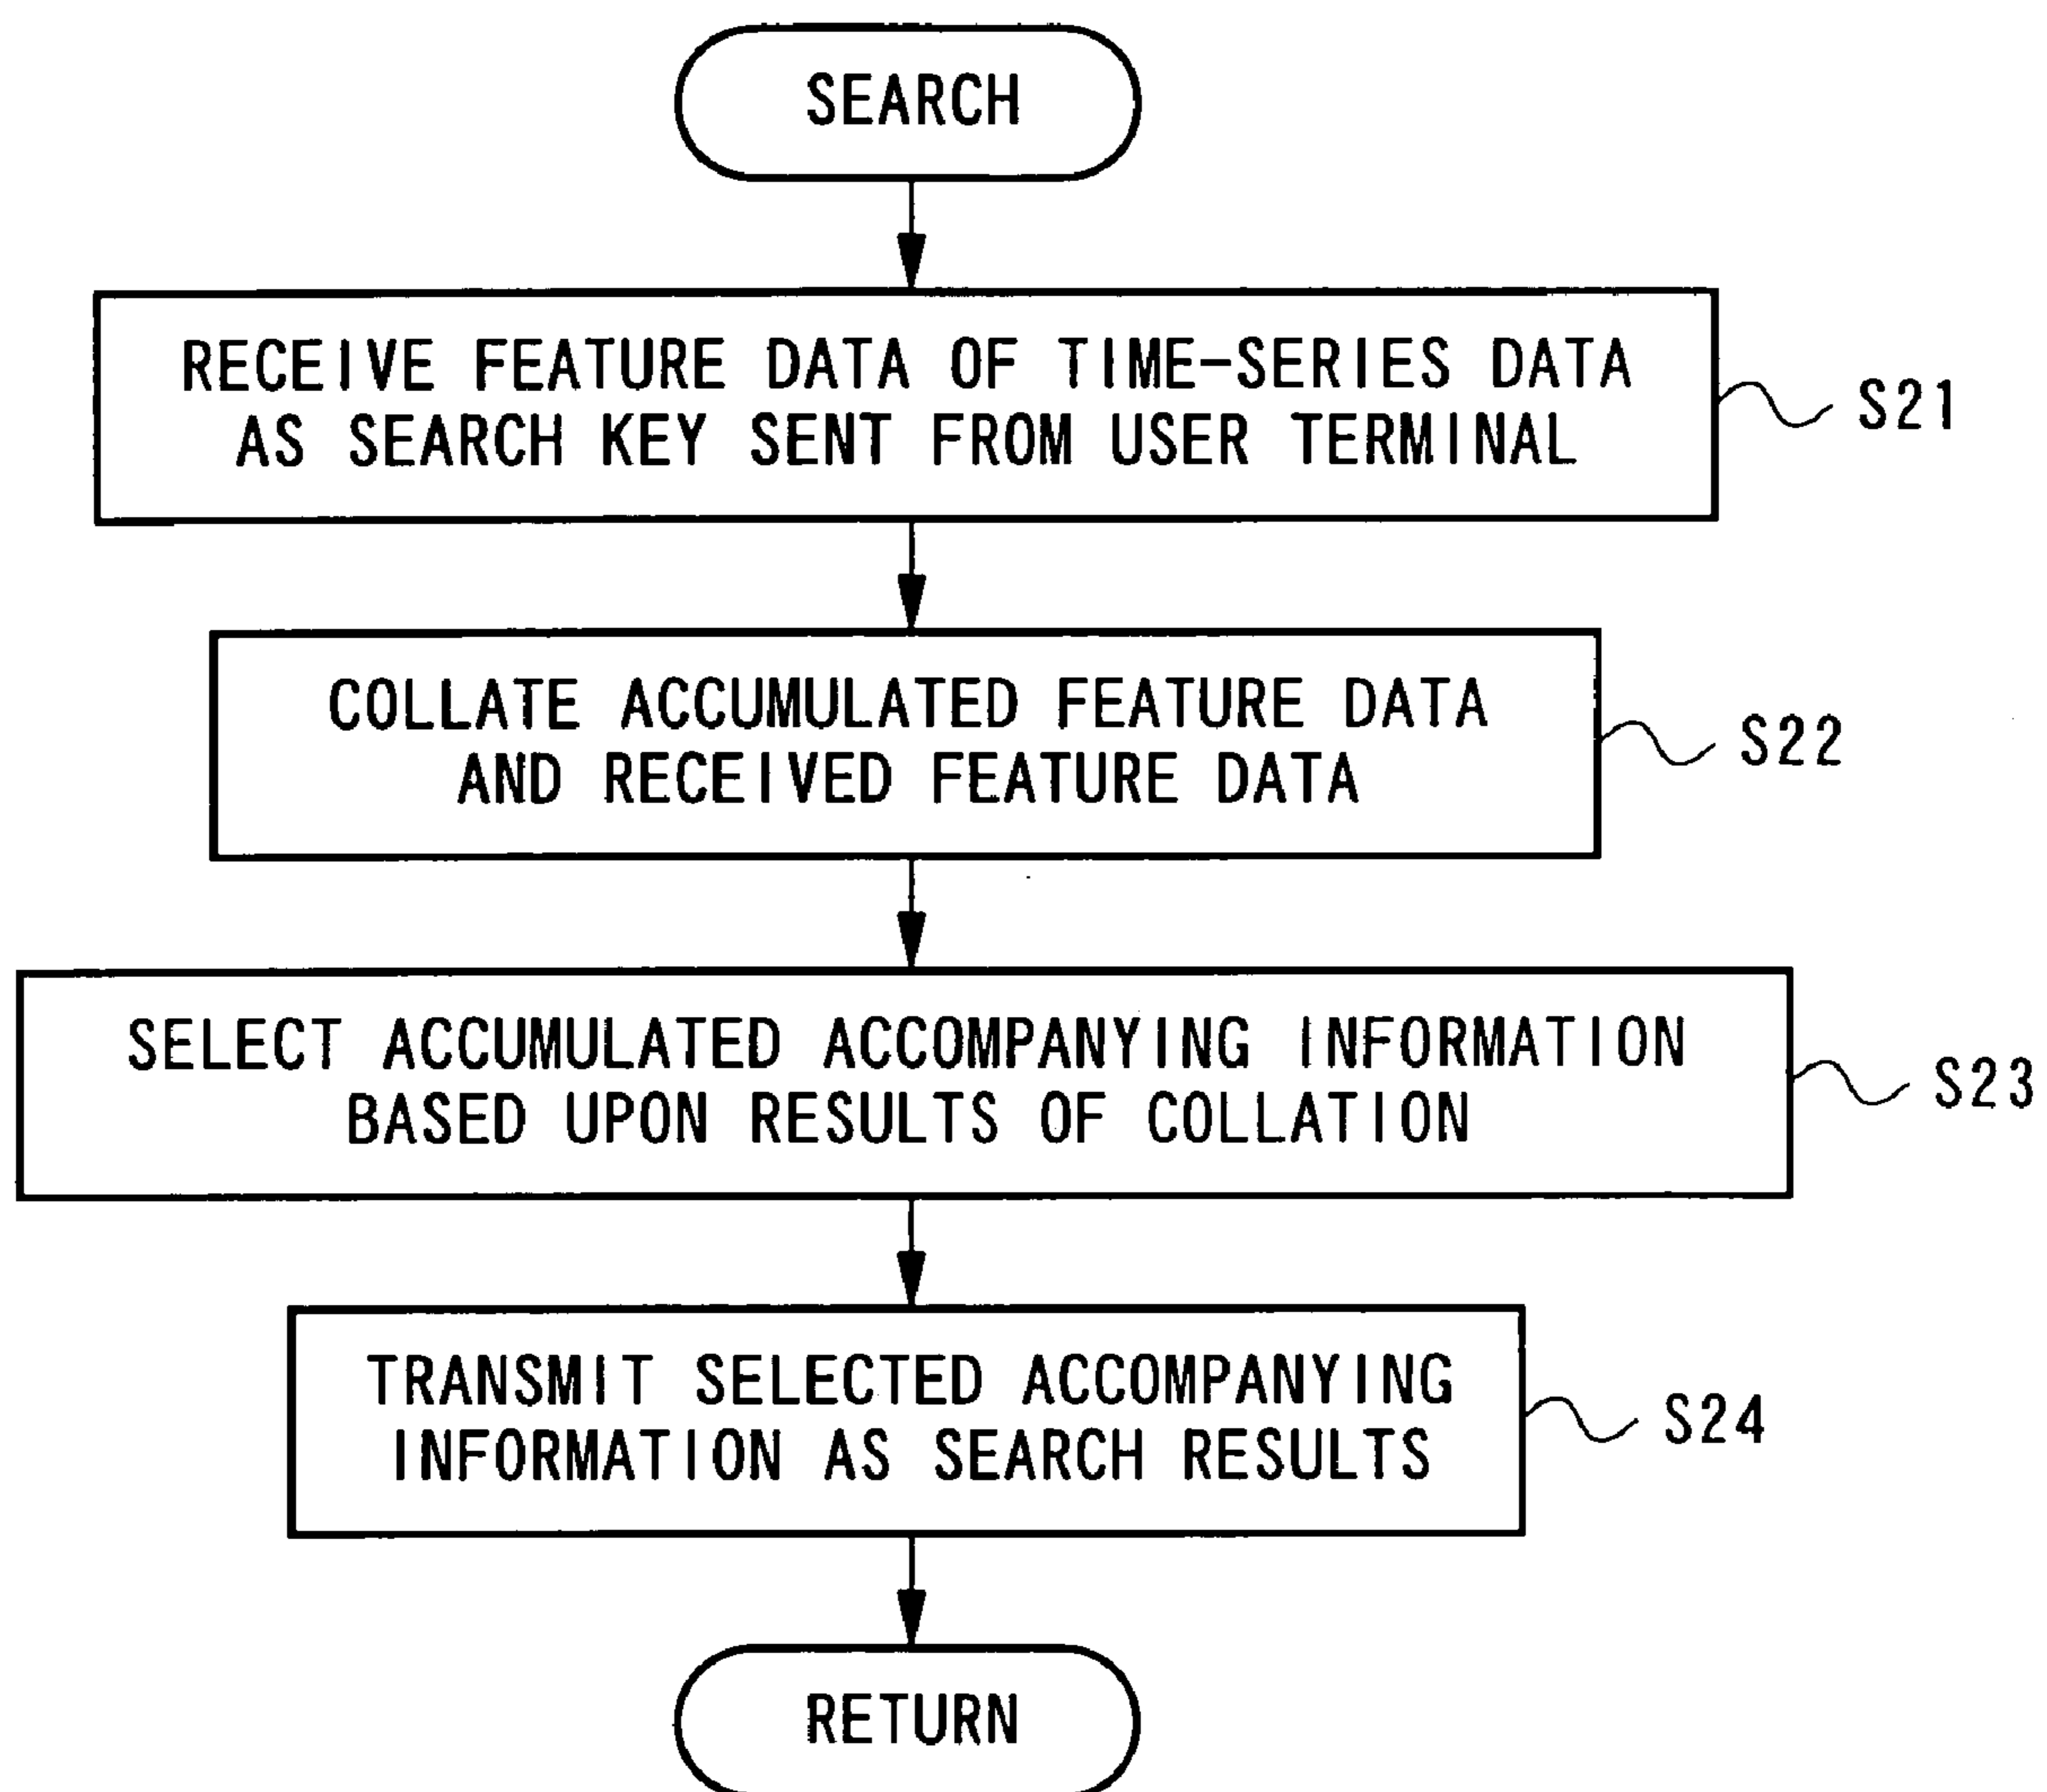 SEARCH
RECEIVE FEATURE DATA OF TIME-SERIES DATA
AS SEARCH KEY SENT FROM USER TERMINAL
S21
COLLATE ACCUMULATED FEATURE DATA
AND RECEIVED FEATURE DATA
S22
SELECT ACCUMULATED ACCOMPANYING INFORMATION
BASED UPON RESULTS OF COLLATION
S23
TRANSMIT SELECTED ACCOMPANYING
INFORMATION AS SEARCH RESULTS
S24
RETURN